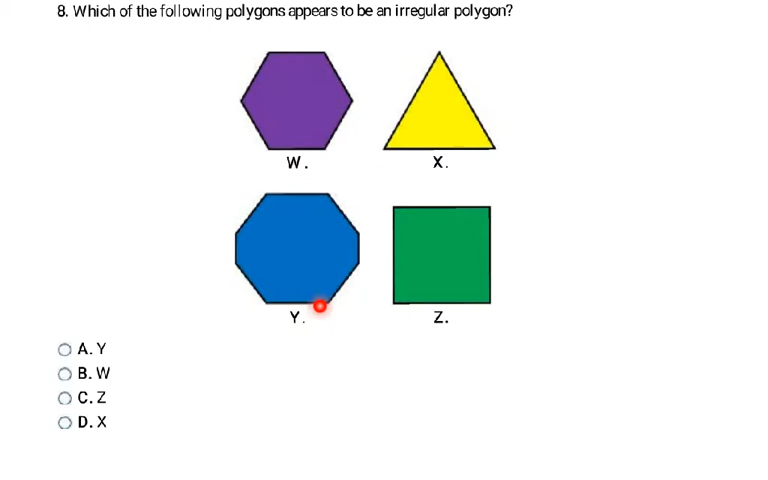 8. Which of the following polygons appears to be an irregular polygon?
W.
X.
Y.
Z.
A. Y
B. W
C. Z
D. X